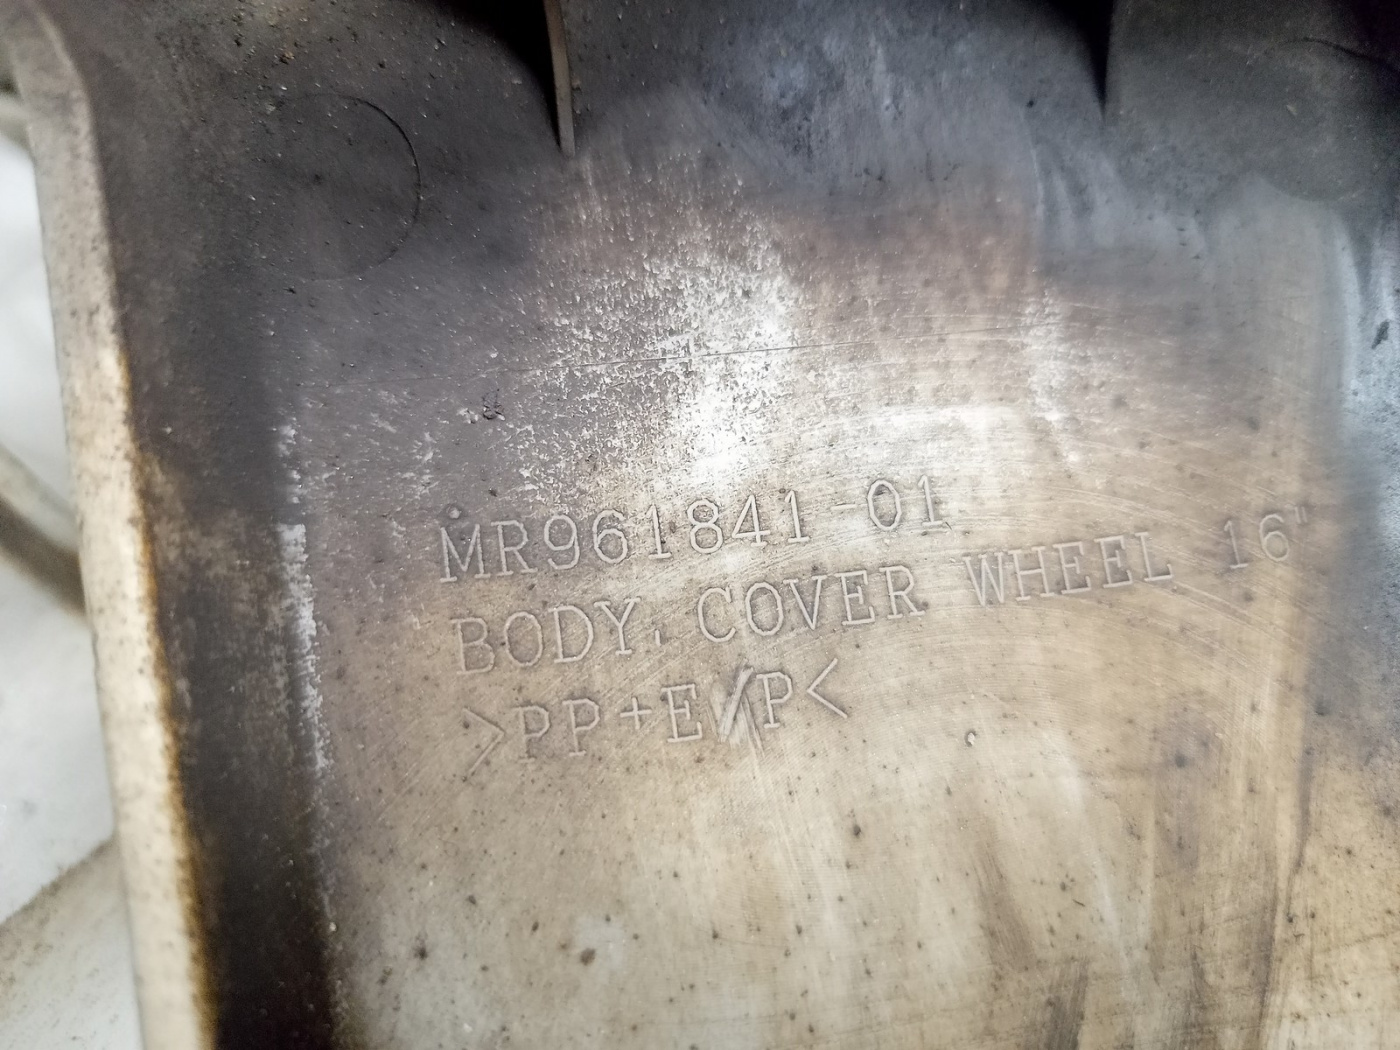 MR961841-01
BODY, COVER WHEEL 16"
>PP+E/P<